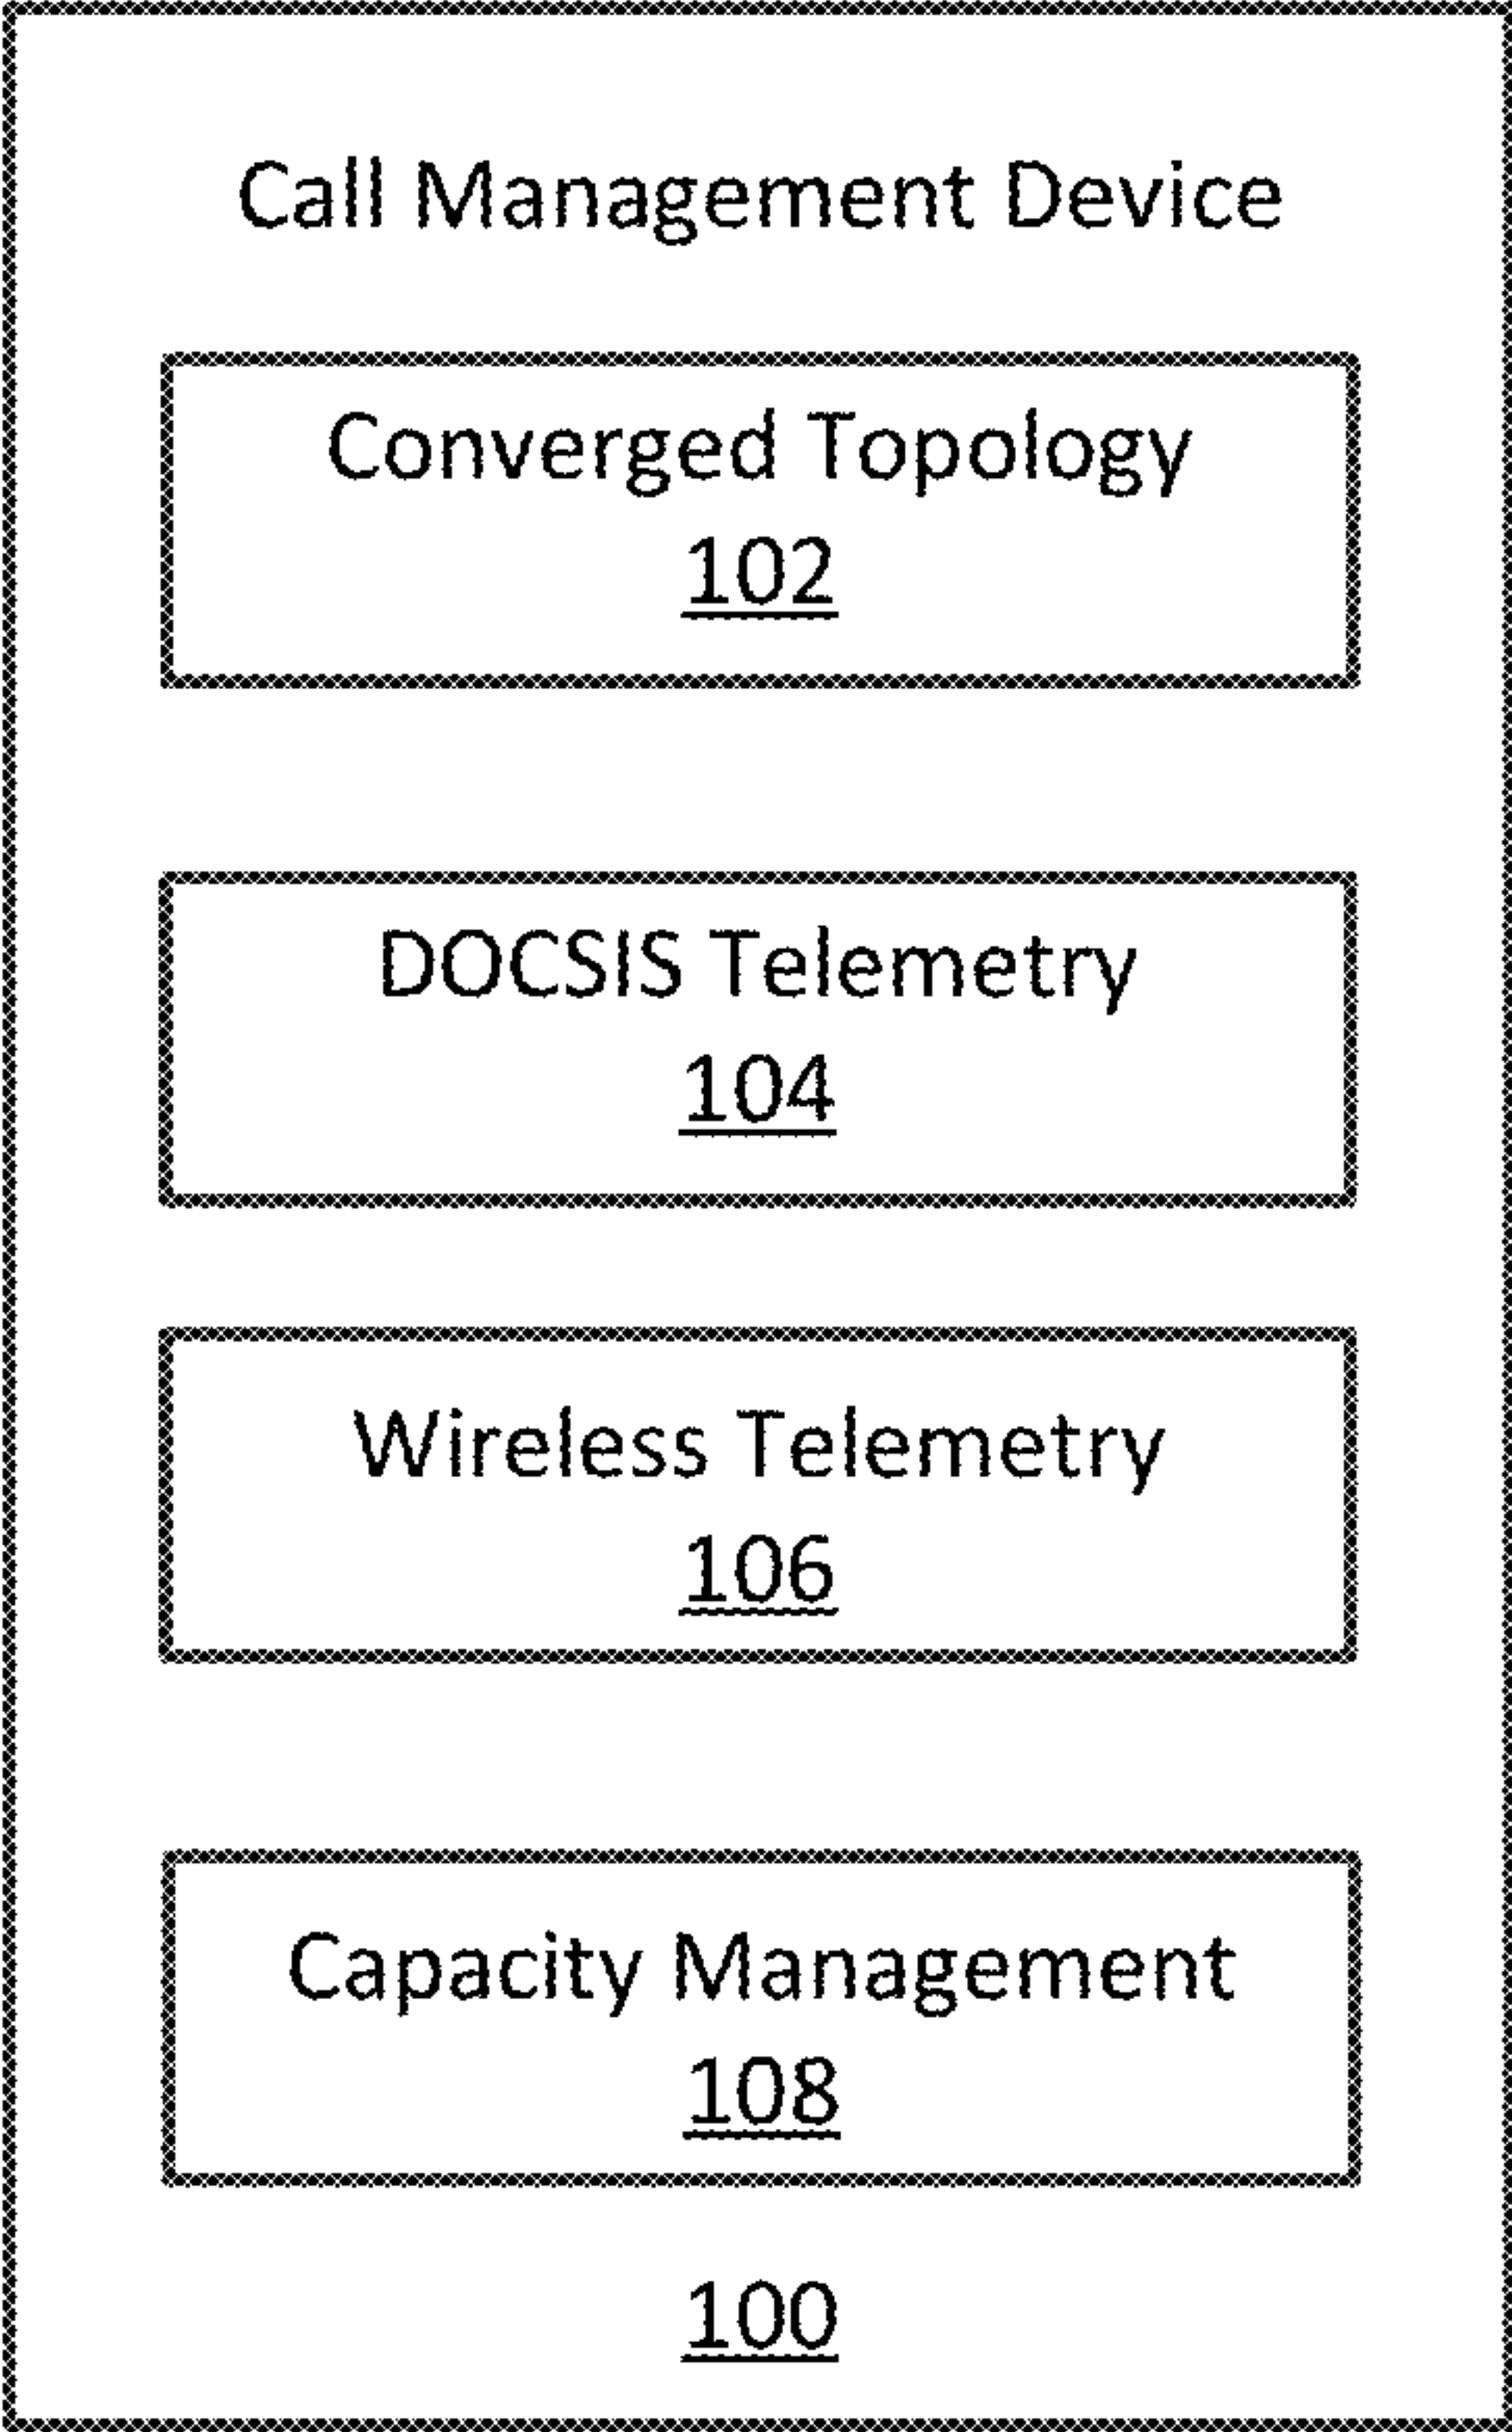 Call Management Device
Converged Topology
102
DOCSIS Telemetry
104
Wireless Telemetry
106
Capacity Management
108
100